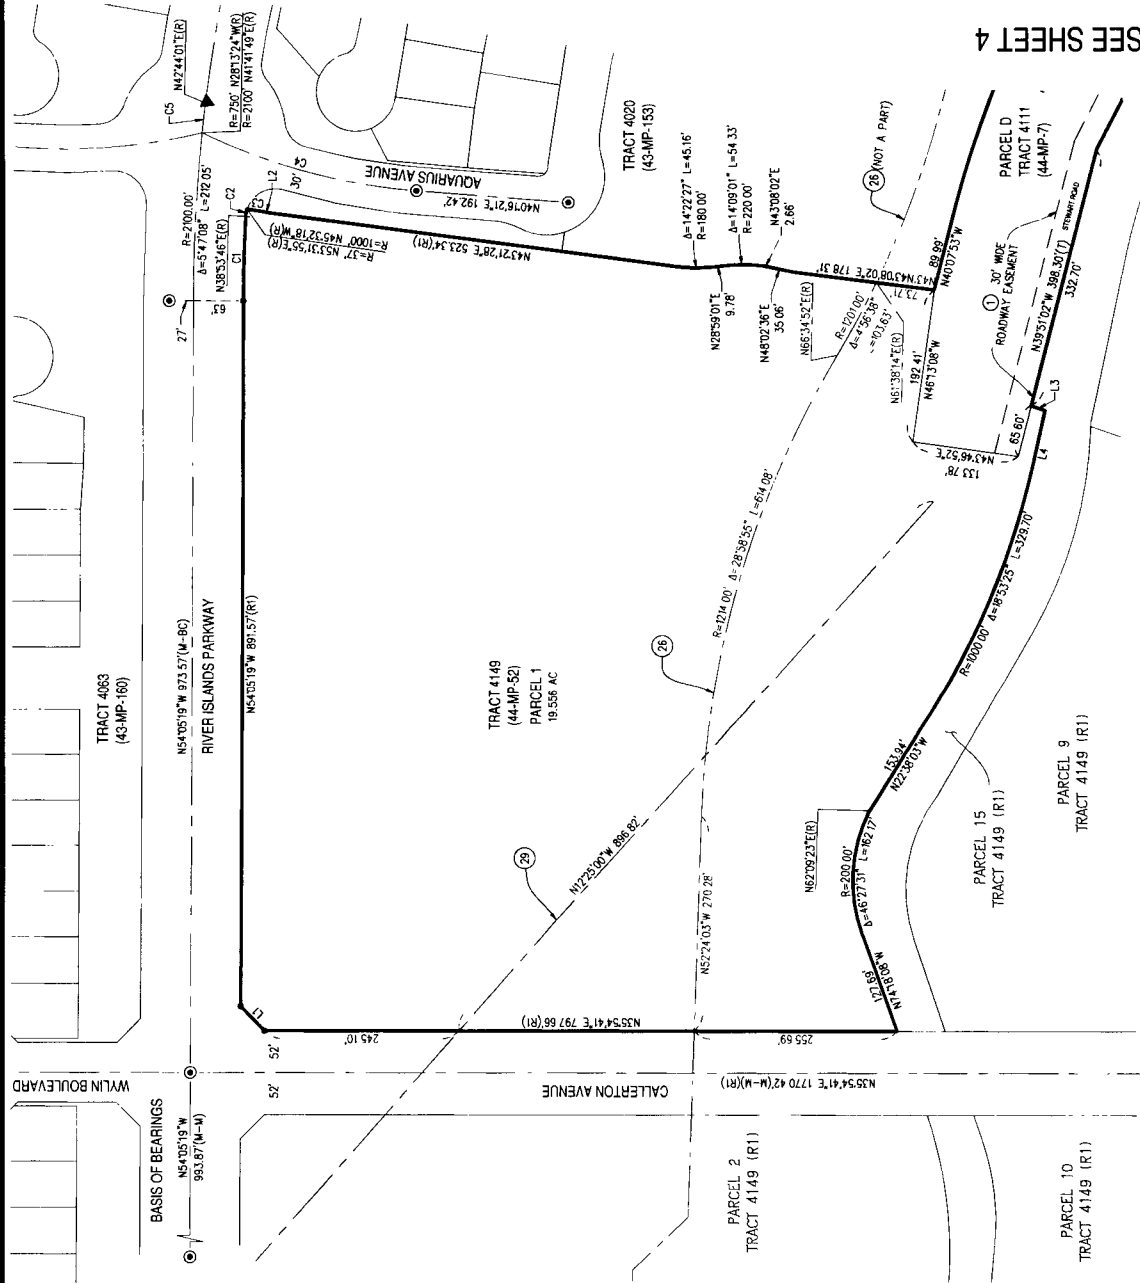 SEE SHEET 4
N42°44'01"E(R)
C5
R=750' N28°13'24"W(R)
R=2100' N41°41'49"E(R)
R=2100.00'
Δ=5°47'08" L=212.05'
C2
C3
C4
L2
30'
AQUARIUS AVENUE
N40°16'21"E 192.42'
TRACT 4020
(43-MP-153)
N38°53'46"E(R)
C1
27'
63'
R=37' N53°31'55"E(R)
R=1000' N45°32'18"W(R)
N43°21'28"E 523.34'(R1)
Δ=14°22'27" L=45.16'
R=180.00'
Δ=14°09'01" L=54.33'
R=220.00'
N43°08'02"E
2.66'
N28°59'01"E
9.78'
N48°02'36"E
35.06'
N43°08'02"E 178.31'
73.71'
26 (NOT A PART)
PARCEL D
TRACT 4111
(44-MP-7)
89.99'
N40°07'53"W
1 30' WIDE
ROADWAY EASEMENT
STEWART ROAD
N39°51'02"W 398.30'(T)
332.70'
N66°34'52"E(R)
R=1201.00'
Δ=4°56'38"
L=103.63'
N61°38'14"E(R)
192.41'
N46°13'08"W
N43°46'52"E
133.78'
65.60'
L3
L4
TRACT 4063
(43-MP-160)
N54°05'19"W 973.57'(M-BC)
RIVER ISLANDS PARKWAY
N54°05'19"W 891.57'(R1)
TRACT 4149
(44-MP-52)
PARCEL 1
19.556 AC
26
R=1214.00' Δ=28°58'55" L=614.08'
29
N12°25'00"W 896.82'
N52°24'03"W 270.28'
R=1000.00' Δ=18°53'25" L=329.70'
153.94'
N22°38'03"W
N62°09'23"E(R)
R=200.00'
Δ=46°27'31" L=162.17'
127.69'
N74°18'08"W
PARCEL 15
TRACT 4149 (R1)
PARCEL 9
TRACT 4149 (R1)
L1
245.10'
N35°54'41"E 797.66'(R1)
255.69'
52'
52'
WYLIN BOULEVARD
CALLERTON AVENUE
N35°54'41"E 1770.42'(M-M)(R1)
BASIS OF BEARINGS
N54°05'19"W
993.87'(M-M)
PARCEL 2
TRACT 4149 (R1)
PARCEL 10
TRACT 4149 (R1)